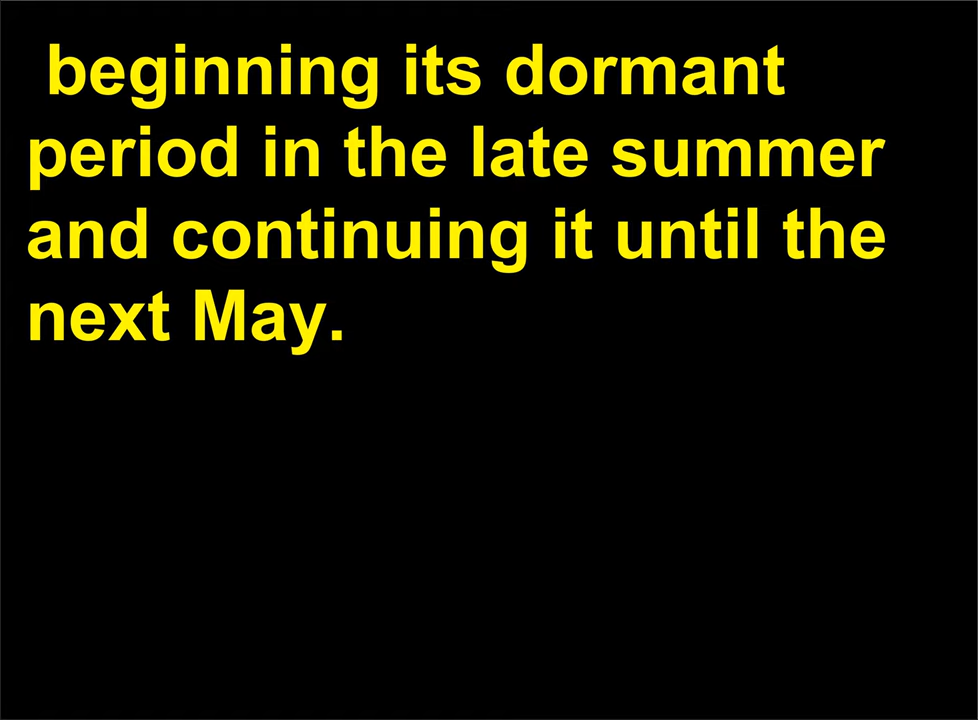 beginning its dormant
period in the late summer
and continuing it until the
next May.